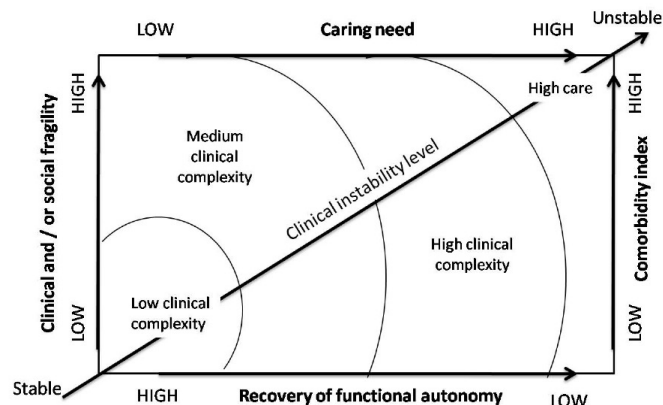 Unstable
LOW
Caring need
HIGH
HIGH
High care
HIGH
Clinical and / or social fragility
Medium
clinical
complexity
Clinical instability level
High clinical
complexity
Comorbidity index
Low clinical
complexity
LOW
LOW
Stable
HIGH
Recovery of functional autonomy
LOW